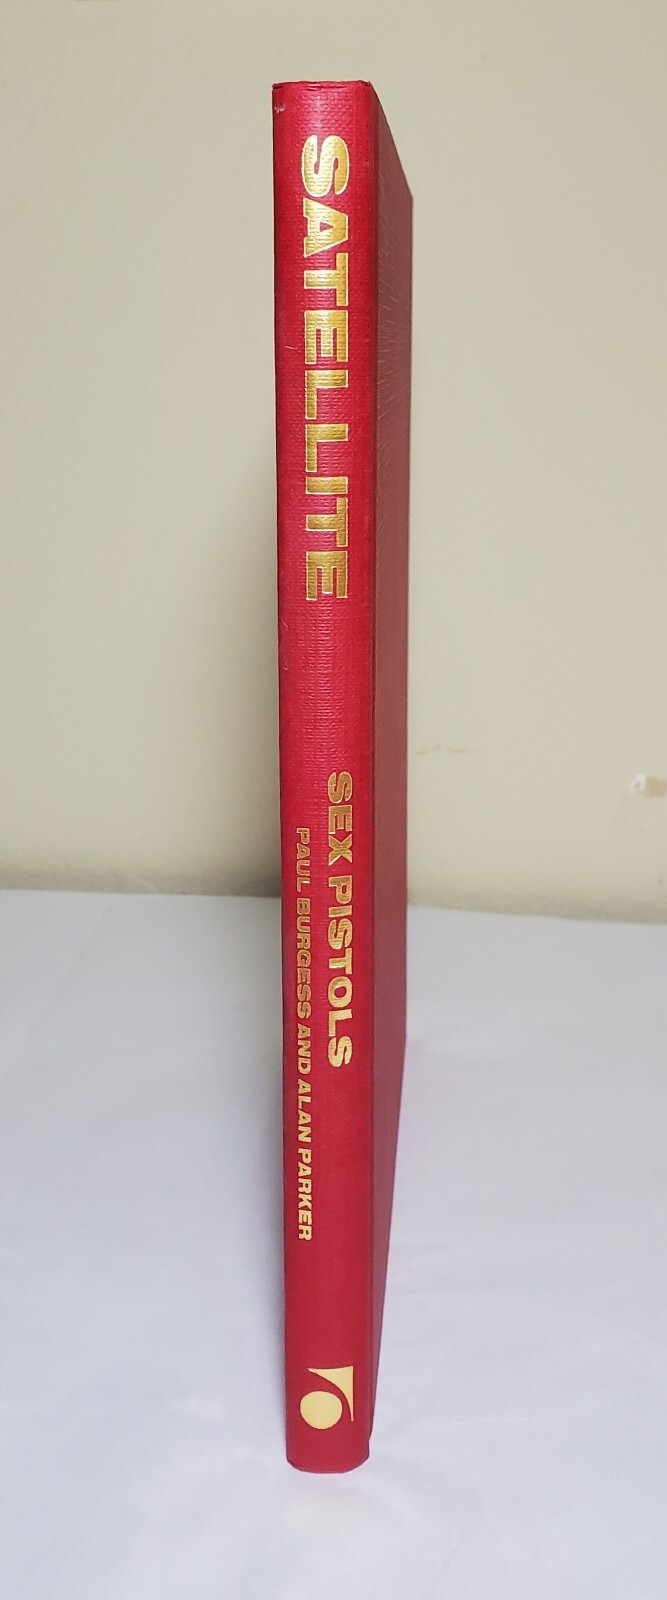 SATELLITE
SEX PISTOLS
PAUL BURGESS AND ALAN PARKER